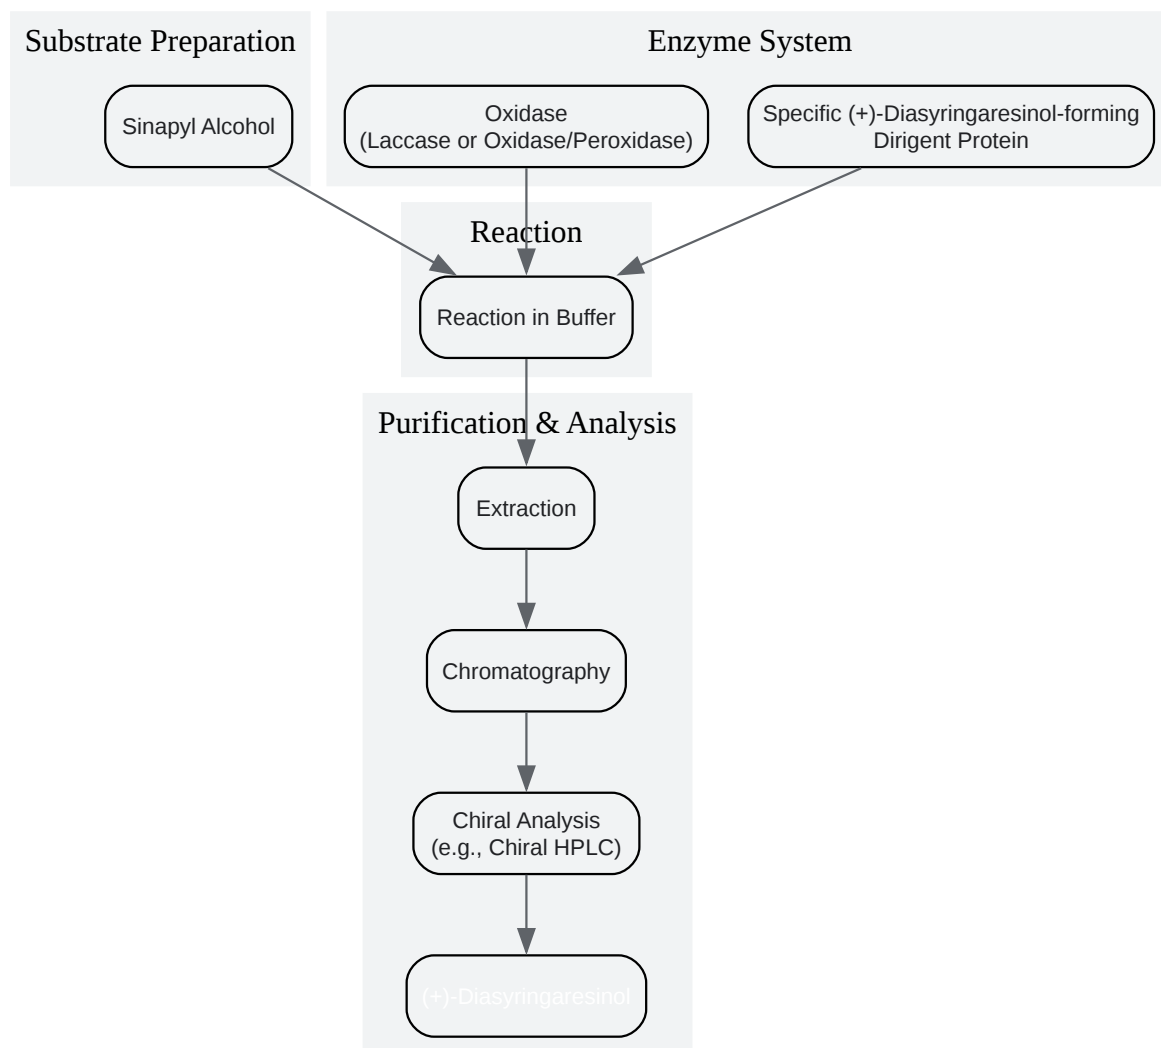 Substrate Preparation
Enzyme System
Sinapyl Alcohol
Oxidase
(Laccase or Oxidase/Peroxidase)
Specific (+)-Diasyringaresinol-forming
Dirigent Protein
Reaction
Reaction in Buffer
Purification & Analysis
Extraction
Chromatography
Chiral Analysis
(e.g., Chiral HPLC)
(+)-Diasyringaresinol